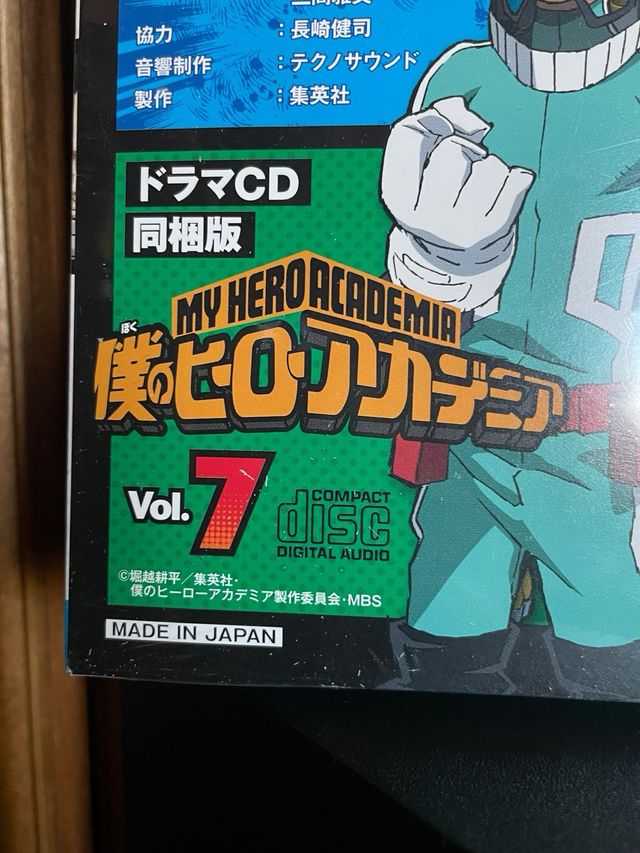 協力 : 長崎健司
音響制作 : テクノサウンド
製作 : 集英社
ドラマCD
同梱版
MY HERO ACADEMIA
ぼく
僕のヒーローアカデミア
Vol. 7
COMPACT
disc
DIGITAL AUDIO
©堀越耕平／集英社・
僕のヒーローアカデミア製作委員会・MBS
MADE IN JAPAN